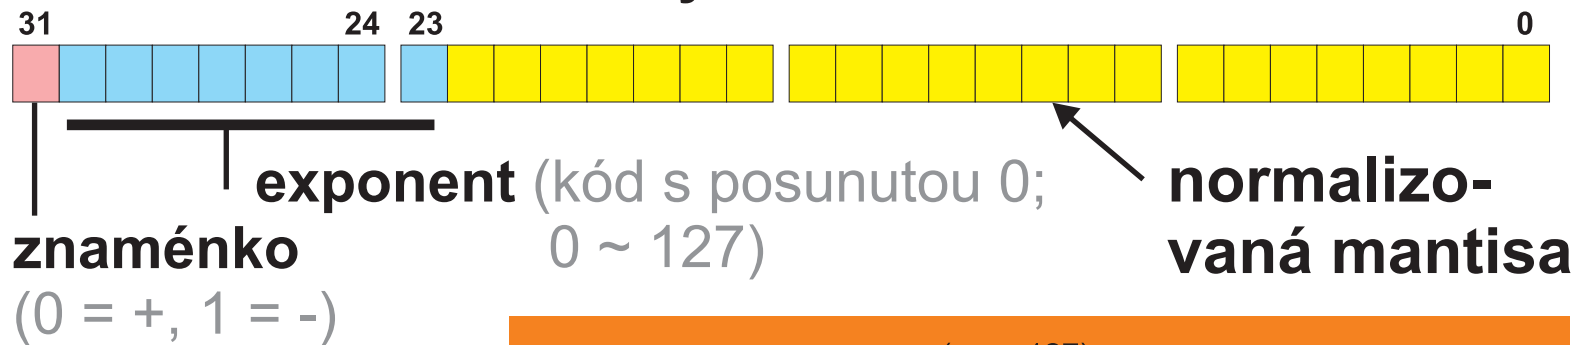 31 24 23 0
exponent (kód s posunutou 0;
0 ~ 127)
normalizo-
vaná mantisa
znaménko
(0 = +, 1 = -)